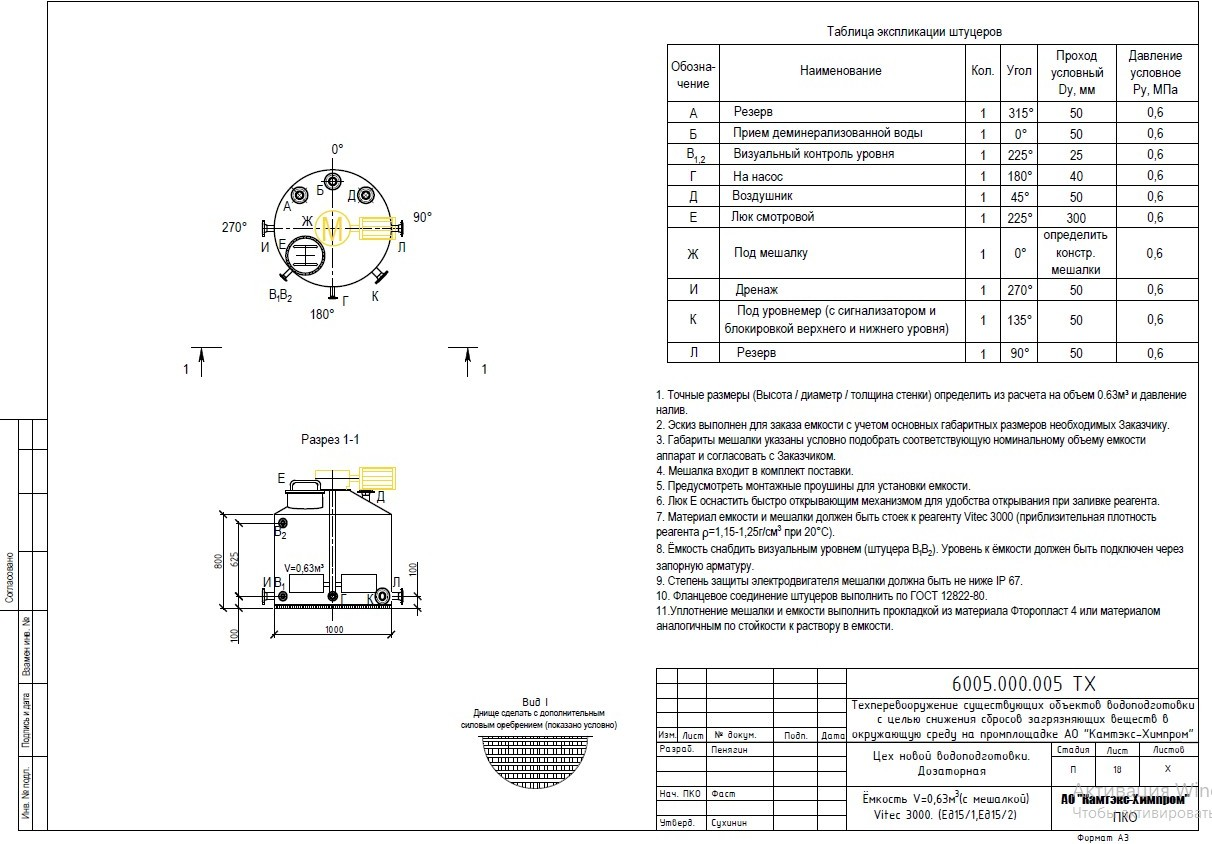 Таблица экспликации штуцеров
Обозна-
чение
Наименование
Кол.
Угол
Проход
условный
Dy, мм
Давление
условное
Py, МПа
А Резерв 1 315° 50 0,6
Б Прием деминерализованной воды 1 0° 50 0,6
В1,2 Визуальный контроль уровня 1 225° 25 0,6
Г На насос 1 180° 40 0,6
Д Воздушник 1 45° 50 0,6
Е Люк смотровой 1 225° 300 0,6
Ж Под мешалку 1 0° определить
констр.
мешалки
0,6
И Дренаж 1 270° 50 0,6
К Под уровнемер (с сигнализатором и
блокировкой верхнего и нижнего уровня)
1 135° 50 0,6
Л Резерв 1 90° 50 0,6
0°
Б
А
Д
Ж
М
90°
270°
И
Е
Л
В1В2
Г
К
180°
1
1
Разрез 1-1
Е
Д
В2
800
625
V=0,63м³
100
И
В1
Г
К
Л
1000
100
Вид I
Днище сделать с дополнительным
силовым оребрением (показано условно)
1. Точные размеры (Высота / диаметр / толщина стенки) определить из расчета на объем 0.63м³ и давление
налив.
2. Эскиз выполнен для заказа емкости с учетом основных габаритных размеров необходимых Заказчику.
3. Габариты мешалки указаны условно подобрать соответствующую номинальному объему емкости
аппарат и согласовать с Заказчиком.
4. Мешалка входит в комплект поставки.
5. Предусмотреть монтажные проушины для установки емкости.
6. Люк Е оснастить быстро открывающим механизмом для удобства открывания при заливке реагента.
7. Материал емкости и мешалки должен быть стоек к реагенту Vitec 3000 (приблизительная плотность
реагента ρ=1,15-1,25г/см³ при 20°С).
8. Ёмкость снабдить визуальным уровнем (штуцера В1В2). Уровень к ёмкости должен быть подключен через
запорную арматуру.
9. Степень защиты электродвигателя мешалки должна быть не ниже IP 67.
10. Фланцевое соединение штуцеров выполнить по ГОСТ 12822-80.
11.Уплотнение мешалки и емкости выполнить прокладкой из материала Фторопласт 4 или материалом
аналогичным по стойкости к раствору в емкости.
Согласовано
Взамен инв. №
Подпись и дата
Инв. № подл.
6005.000.005 ТХ
Техперевооружение существующих объектов водоподготовки
с целью снижения сбросов загрязняющих веществ в
окружающую среду на промплощадке АО "Камтэкс-Химпром"
Изм. Лист № докум. Подп. Дата
Разраб. Пенягин
Нач. ПКО Фаст
Утверд. Сухинин
Цех новой водоподготовки.
Дозаторная
Стадия Лист Листов
П 18 Х
Ёмкость V=0,63м³(с мешалкой)
Vitec 3000. (Ед15/1,Ед15/2)
АО "Камтэкс-Химпром"
ПКО
Активация Win
Чтобы активировать
Формат А3